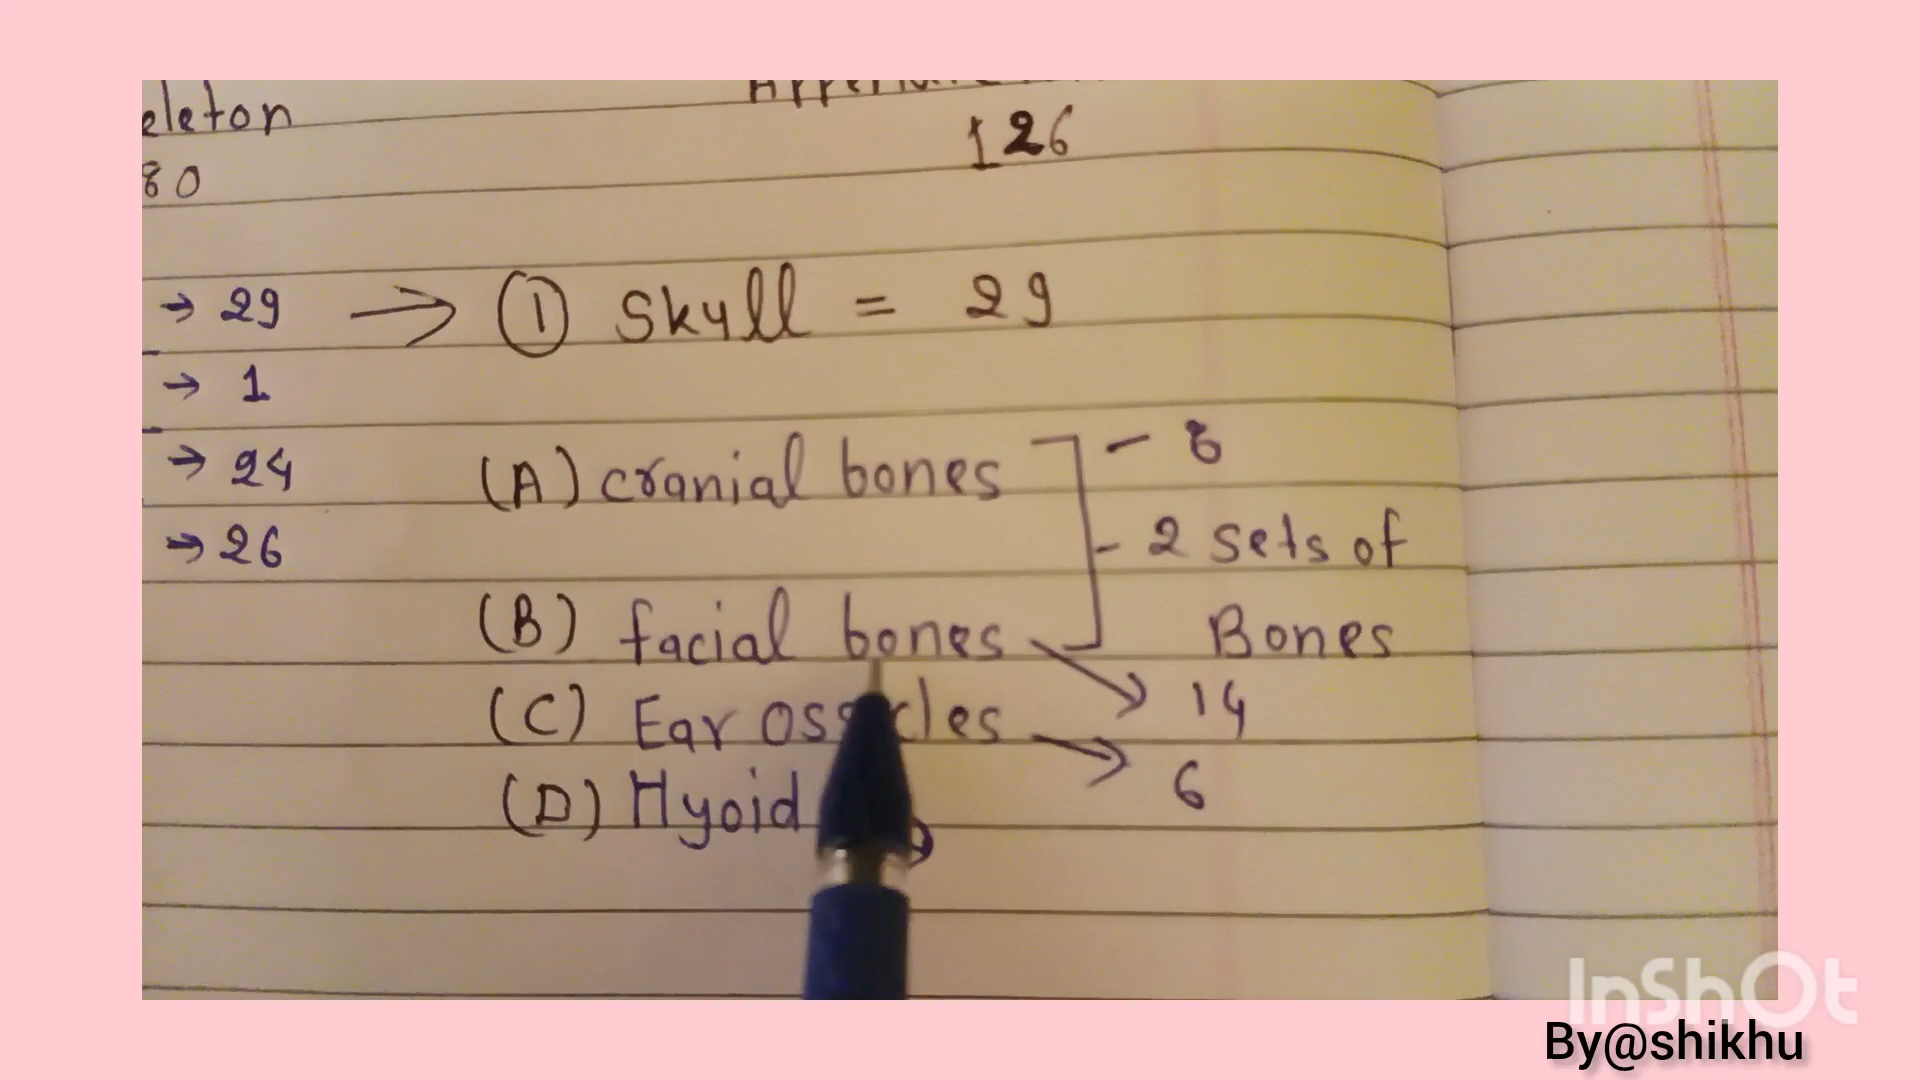 eleton
126
80
→ 29 → ① Skull = 29
→ 1
→ 24 (A) cranial bones - 8
→ 26 - 2 sets of
(B) facial bones Bones
→ 14
(C) Ear Ossicles → 6
(D) Hyoid
InShOt
By@shikhu